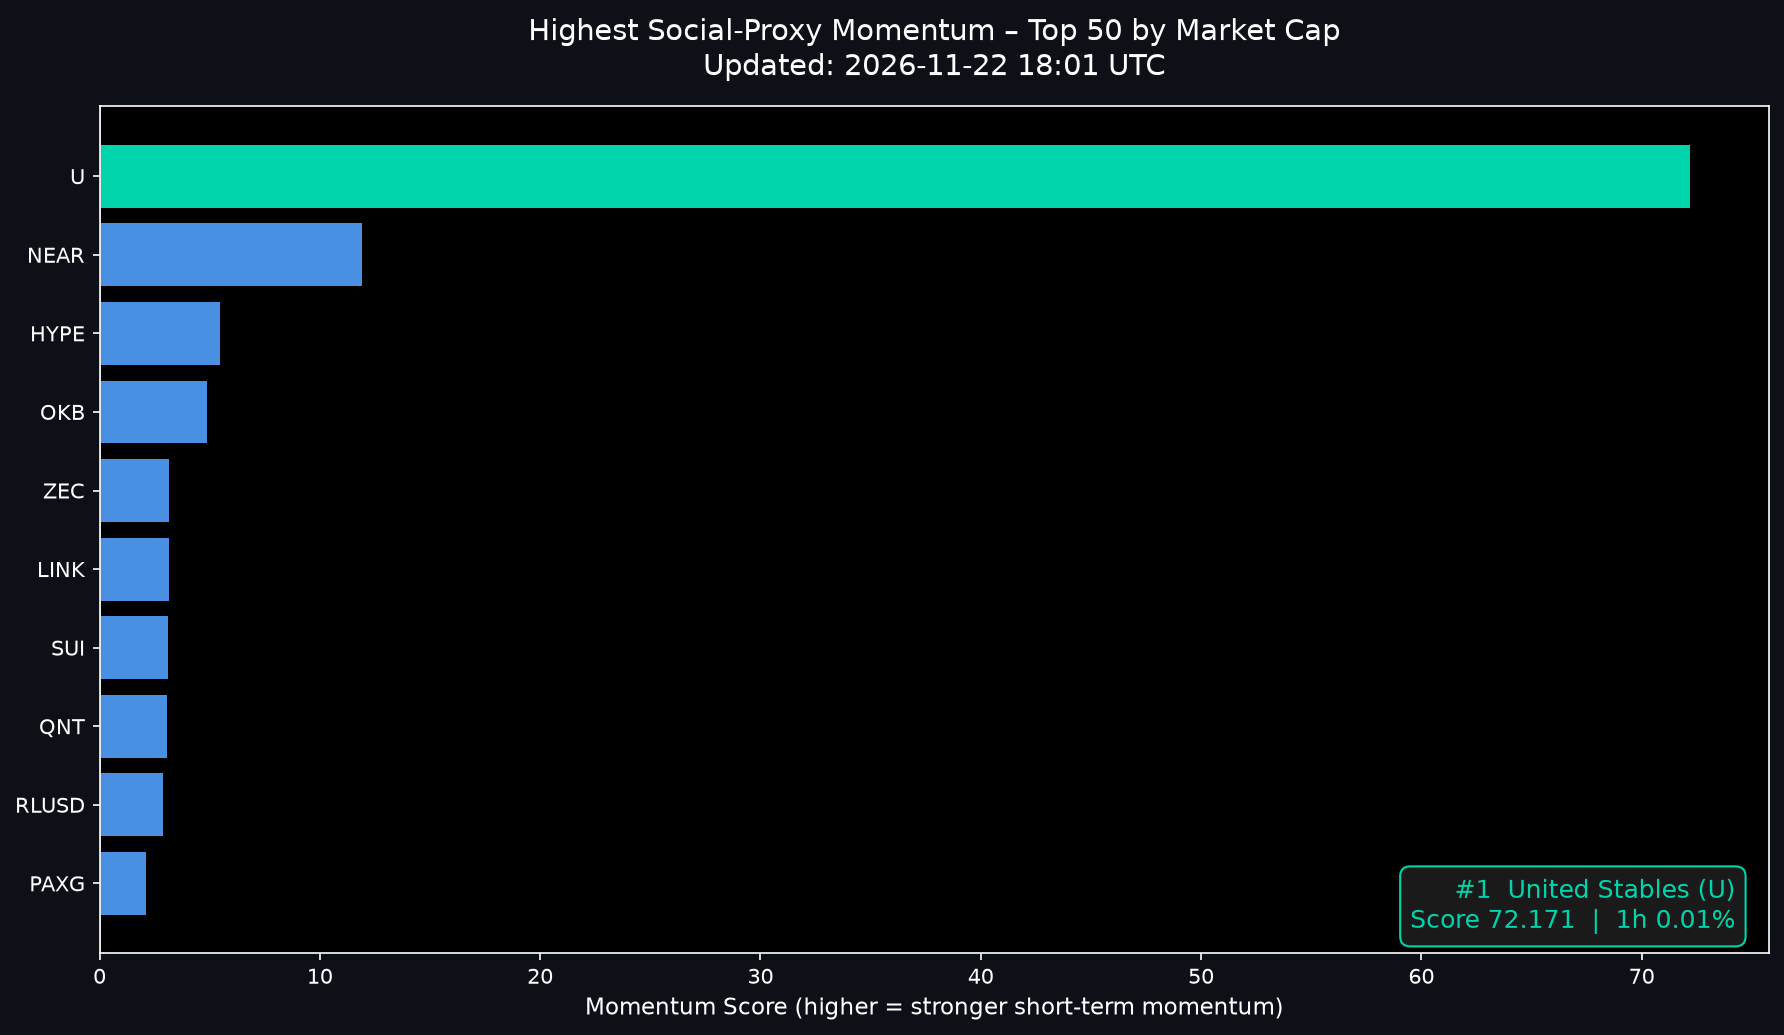 Highest Social-Proxy Momentum – Top 50 by Market Cap
Updated: 2026-11-22 18:01 UTC
U
NEAR
HYPE
OKB
ZEC
LINK
SUI
QNT
RLUSD
PAXG
#1 United Stables (U)
Score 72.171 | 1h 0.01%
0 10 20 30 40 50 60 70
Momentum Score (higher = stronger short-term momentum)